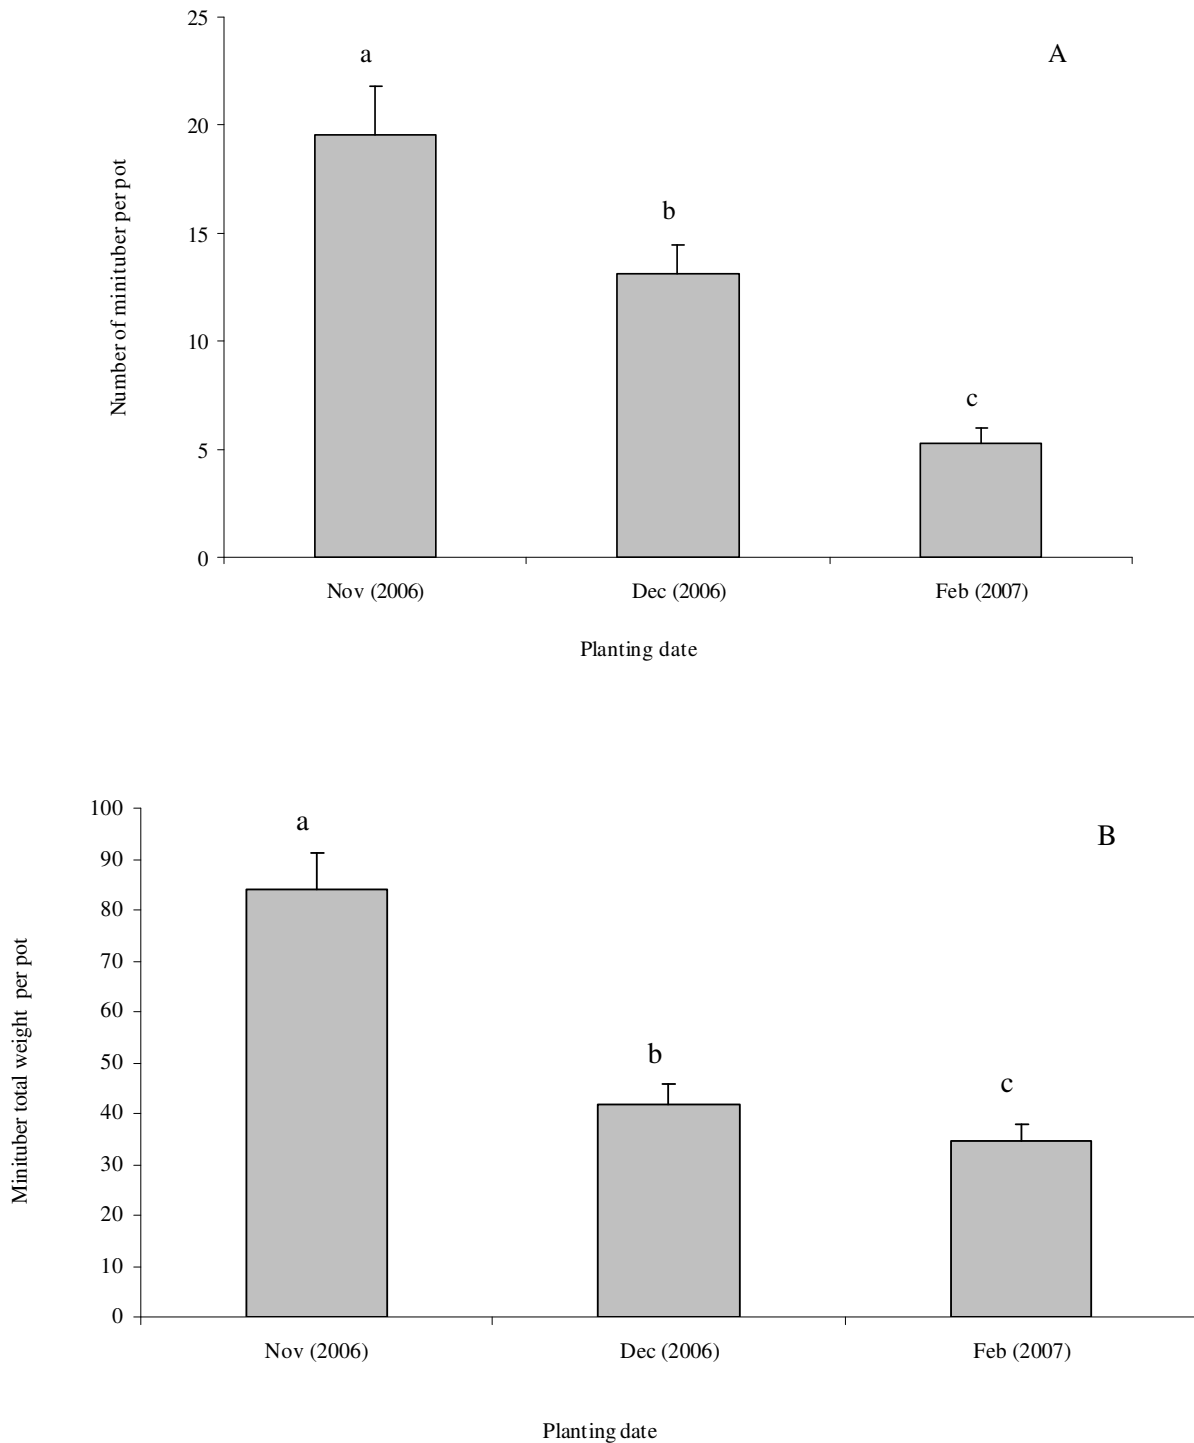 25
a
A
20
b
15
10
c
5
0
Number of minituber per pot
Nov (2006) Dec (2006) Feb (2007)
Planting date
100
a
B
90
80
70
60
50
b
c
40
30
20
10
0
Minituber total weight per pot
Nov (2006) Dec (2006) Feb (2007)
Planting date